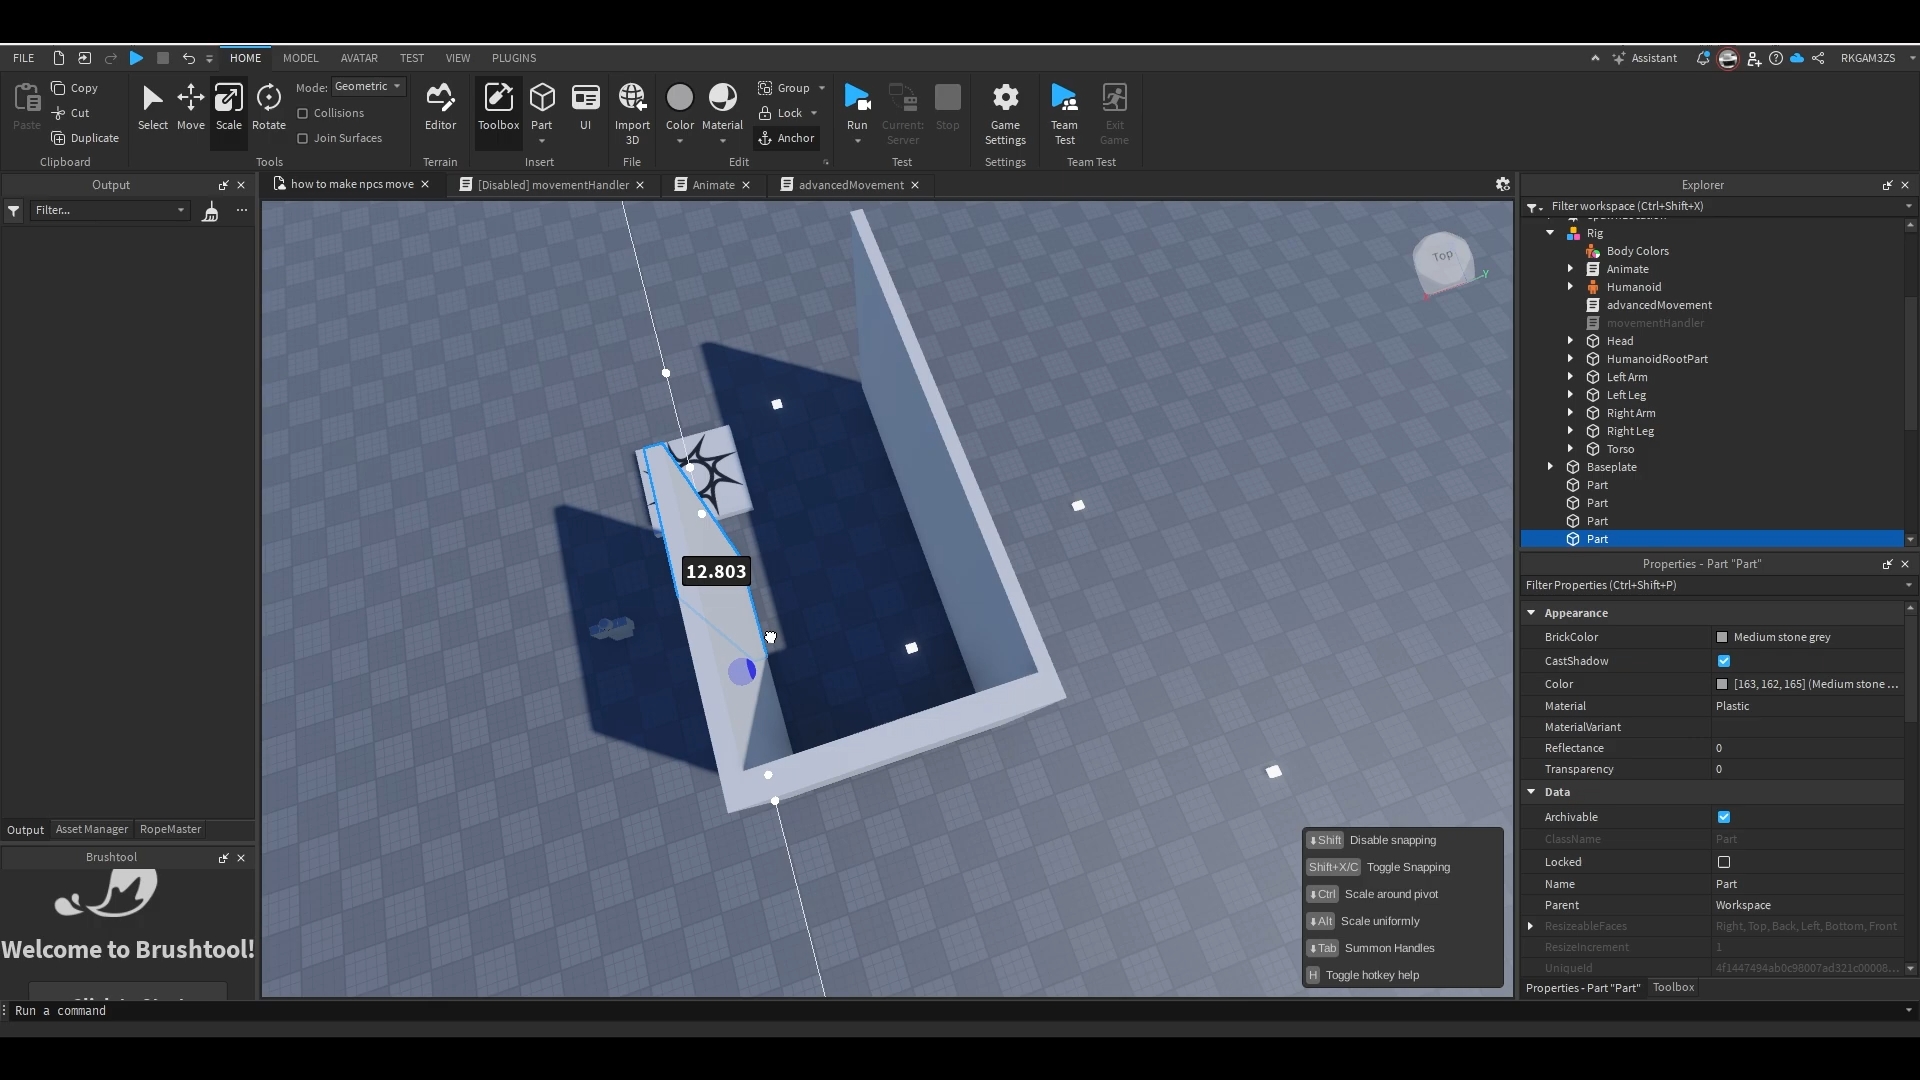 FILE
HOME
MODEL
AVATAR
TEST
VIEW
PLUGINS
Assistant
RKGAM3ZS
Paste
Copy
Cut
Duplicate
Clipboard
Select
Move
Scale
Rotate
Mode: Geometric
Collisions
Join Surfaces
Tools
Editor
Terrain
Toolbox
Part
UI
Insert
Import 3D
File
Color
Material
Group
Lock
Anchor
Edit
Run
Current: Server
Stop
Test
Game Settings
Settings
Team Test
Exit Game
Team Test
Output
Filter...
how to make npcs move
[Disabled] movementHandler
Animate
advancedMovement
Top
Y
12.803
Shift Disable snapping
Shift+X/C Toggle Snapping
Ctrl Scale around pivot
Alt Scale uniformly
Tab Summon Handles
H Toggle hotkey help
Explorer
Filter workspace (Ctrl+Shift+X)
Rig
Body Colors
Animate
Humanoid
advancedMovement
movementHandler
Head
HumanoidRootPart
Left Arm
Left Leg
Right Arm
Right Leg
Torso
Baseplate
Part
Part
Part
Part
Properties - Part "Part"
Filter Properties (Ctrl+Shift+P)
Appearance
BrickColor Medium stone grey
CastShadow
Color [163, 162, 165] (Medium stone ...
Material Plastic
MaterialVariant
Reflectance 0
Transparency 0
Data
Archivable
ClassName Part
Locked
Name Part
Parent Workspace
ResizeableFaces Right, Top, Back, Left, Bottom, Front
ResizeIncrement 1
UniqueId
Properties - Part "Part"
Toolbox
Output
Asset Manager
RopeMaster
Brushtool
Welcome to Brushtool!
Run a command